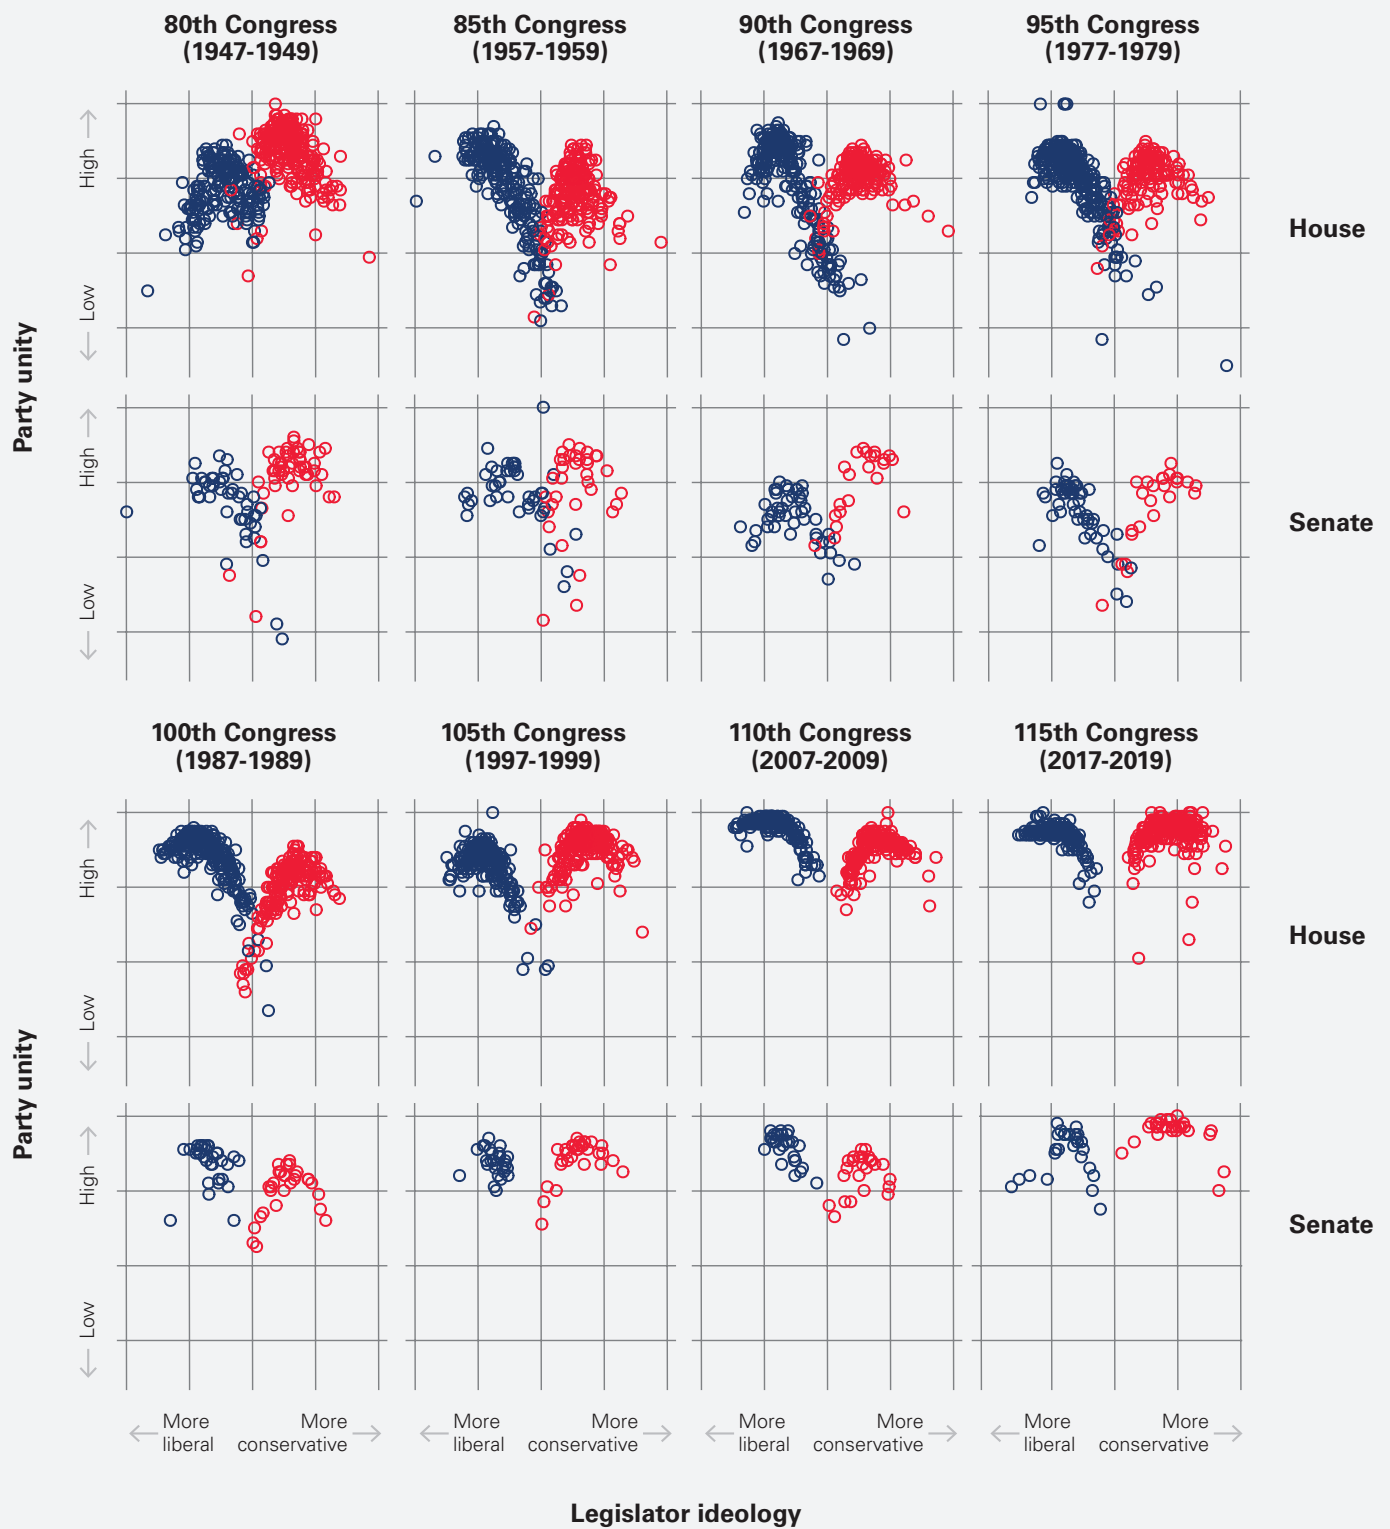 80th Congress
(1947-1949)
85th Congress
(1957-1959)
90th Congress
(1967-1969)
95th Congress
(1977-1979)
Party unity
High
Low
House
High
Low
Senate
100th Congress
(1987-1989)
105th Congress
(1997-1999)
110th Congress
(2007-2009)
115th Congress
(2017-2019)
Party unity
High
Low
House
High
Low
Senate
More
liberal
More
conservative
More
liberal
More
conservative
More
liberal
More
conservative
More
liberal
More
conservative
Legislator ideology